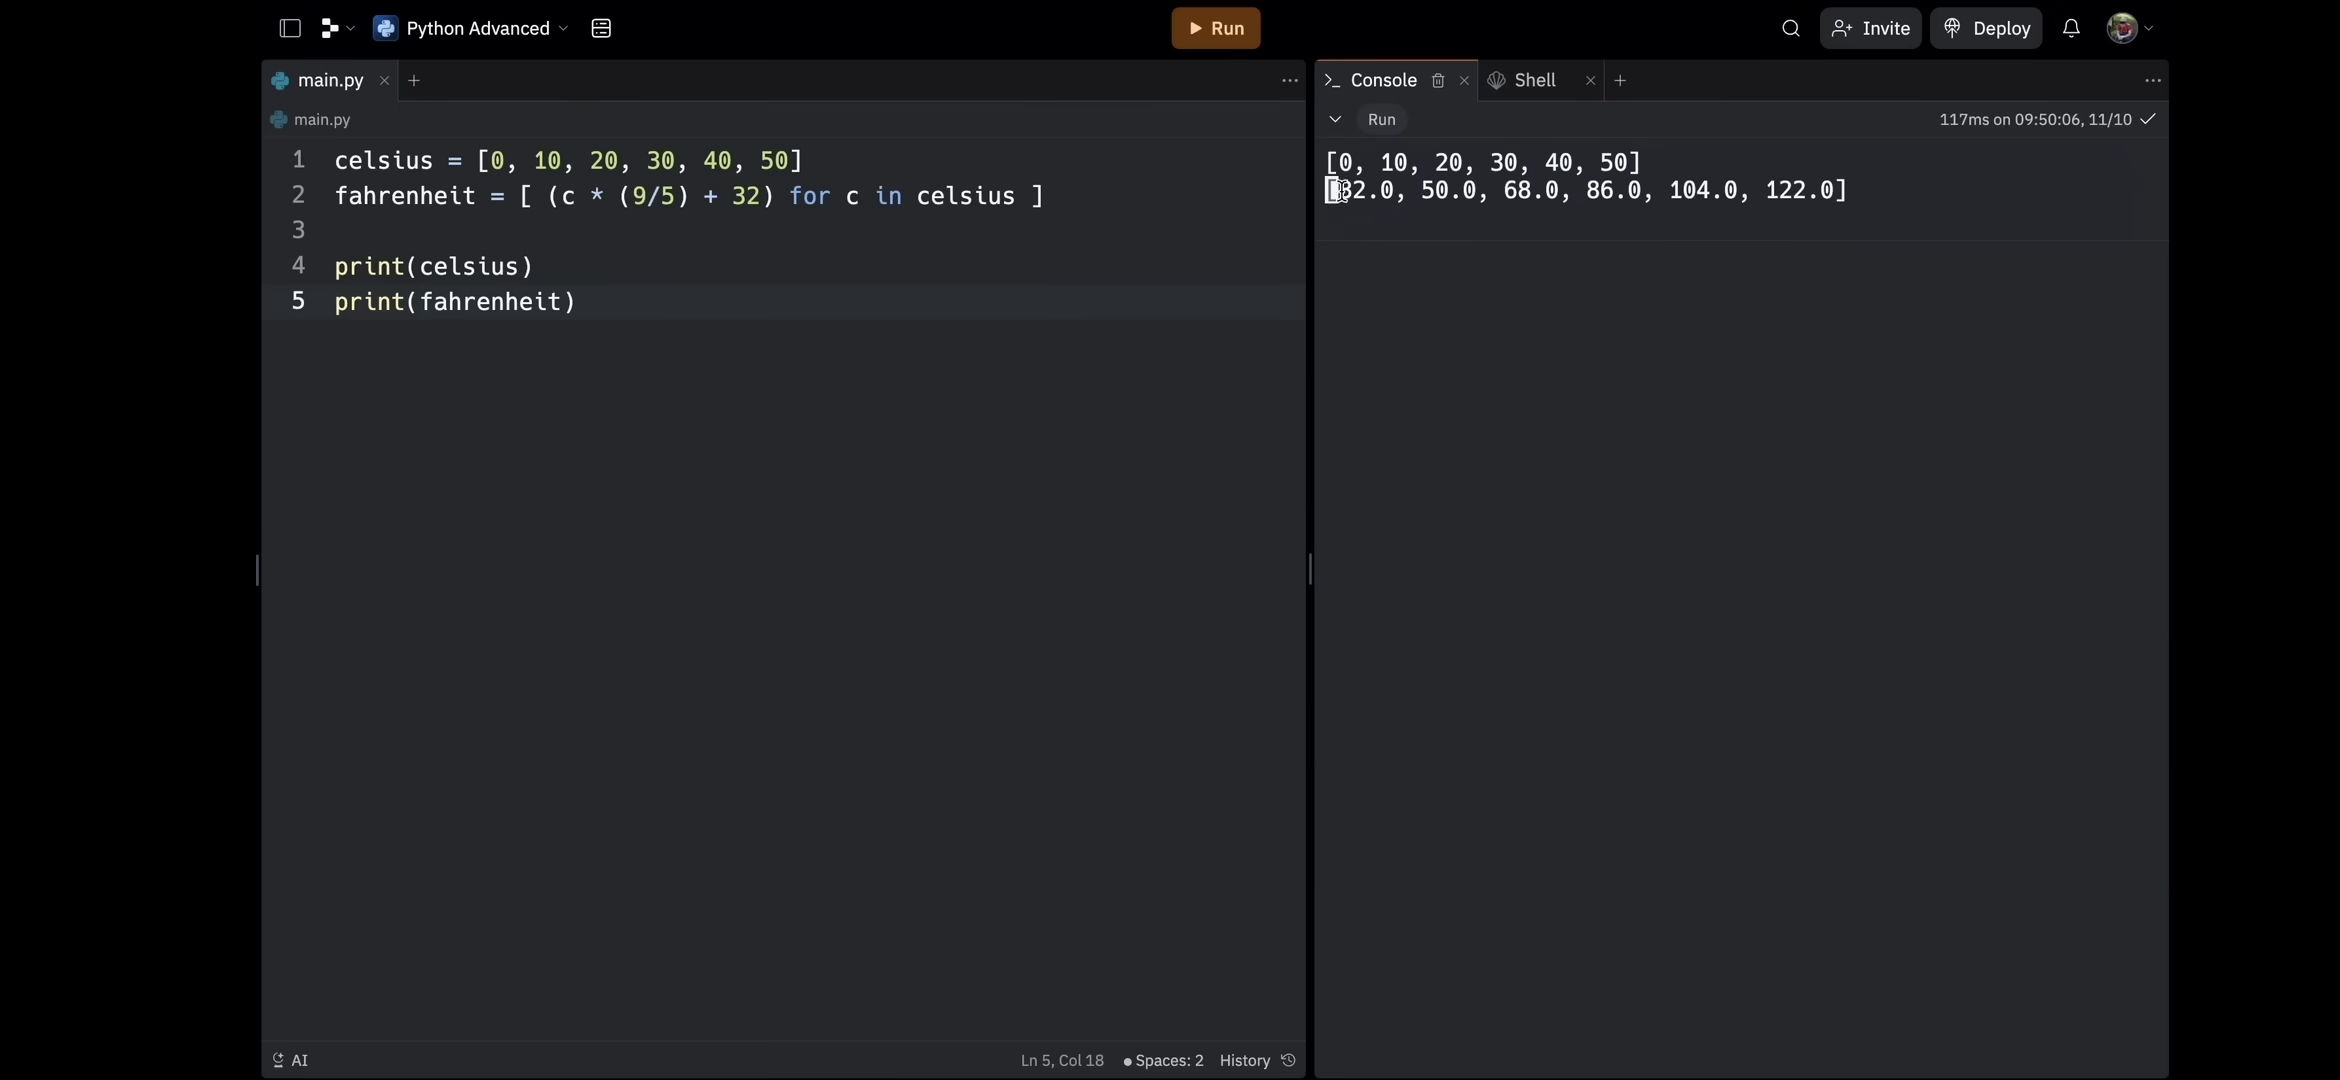 Python Advanced
Run
Invite
Deploy
main.py
Console
Shell
main.py
Run
117ms on 09:50:06, 11/10
1 celsius = [0, 10, 20, 30, 40, 50]
2 fahrenheit = [ (c * (9/5) + 32) for c in celsius ]
3
4 print(celsius)
5 print(fahrenheit)
[0, 10, 20, 30, 40, 50]
[32.0, 50.0, 68.0, 86.0, 104.0, 122.0]
AI
Ln 5, Col 18
Spaces: 2
History